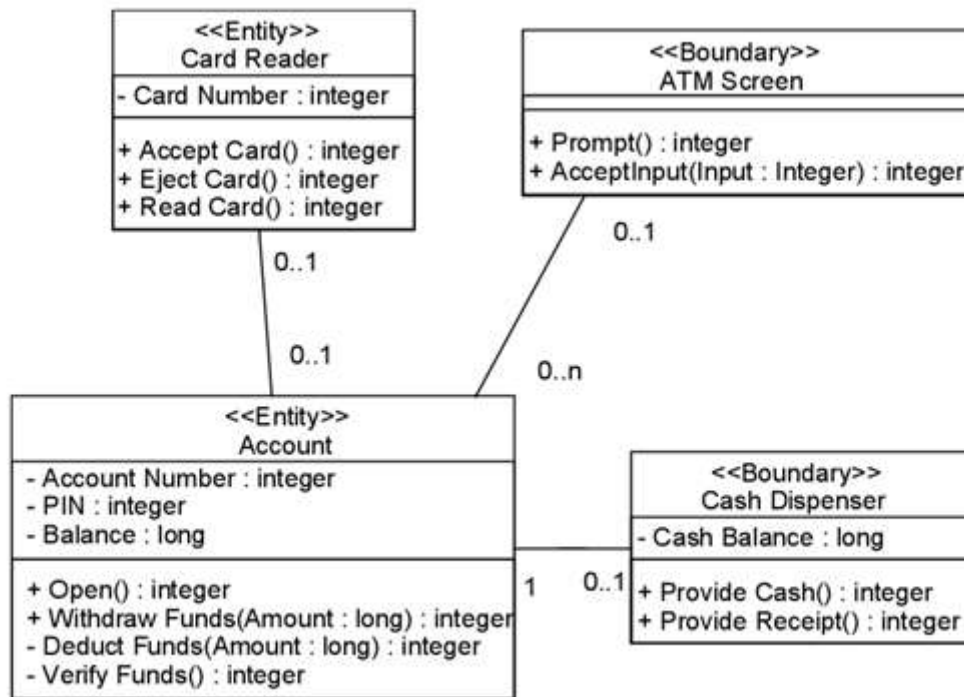 <<Entity>>
Card Reader
- Card Number : integer
+ Accept Card() : integer
+ Eject Card() : integer
+ Read Card() : integer
<<Boundary>>
ATM Screen
+ Prompt() : integer
+ AcceptInput(Input : Integer) : integer
0..1
0..1
0..1
0..n
<<Entity>>
Account
- Account Number : integer
- PIN : integer
- Balance : long
+ Open() : integer
+ Withdraw Funds(Amount : long) : integer
- Deduct Funds(Amount : long) : integer
- Verify Funds() : integer
1
0..1
<<Boundary>>
Cash Dispenser
- Cash Balance : long
+ Provide Cash() : integer
+ Provide Receipt() : integer